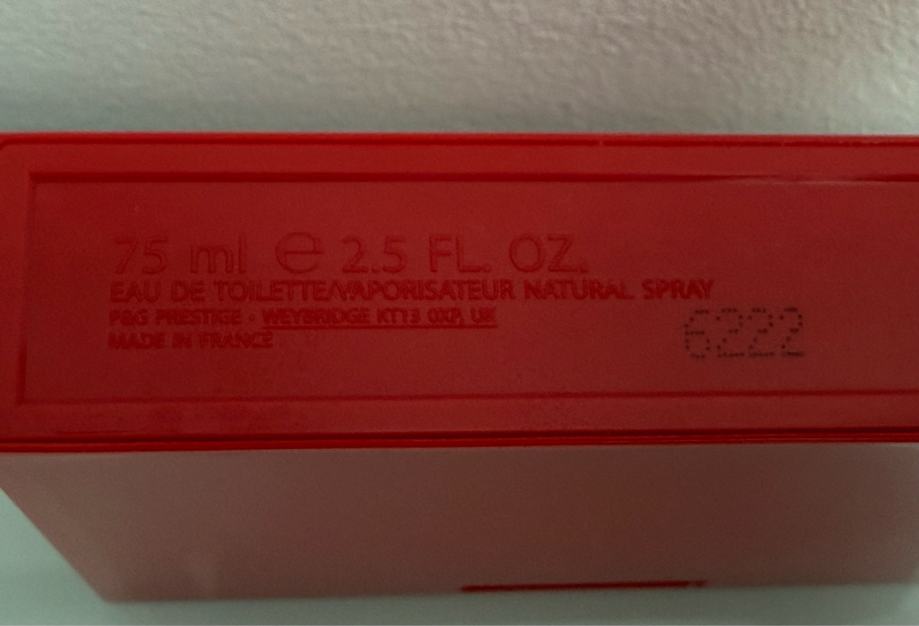 75 ml e 2.5 FL. OZ.
EAU DE TOILETTE/VAPORISATEUR NATURAL SPRAY
P&G PRESTIGE - WEYBRIDGE KT13 0XP, UK
MADE IN FRANCE
6222